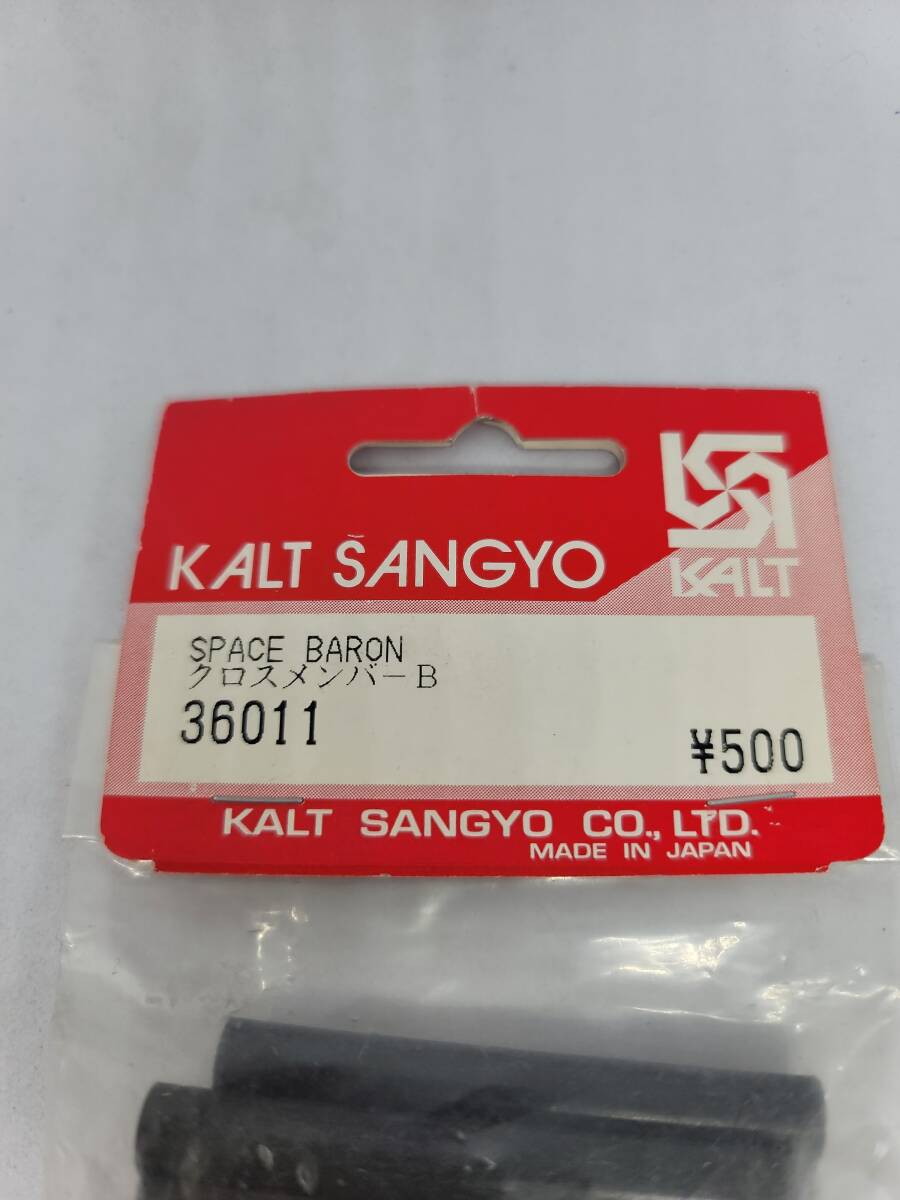 KALT SANGYO
KALT
SPACE BARON
クロスメンバーB
36011
¥500
KALT SANGYO CO., LTD.
MADE IN JAPAN